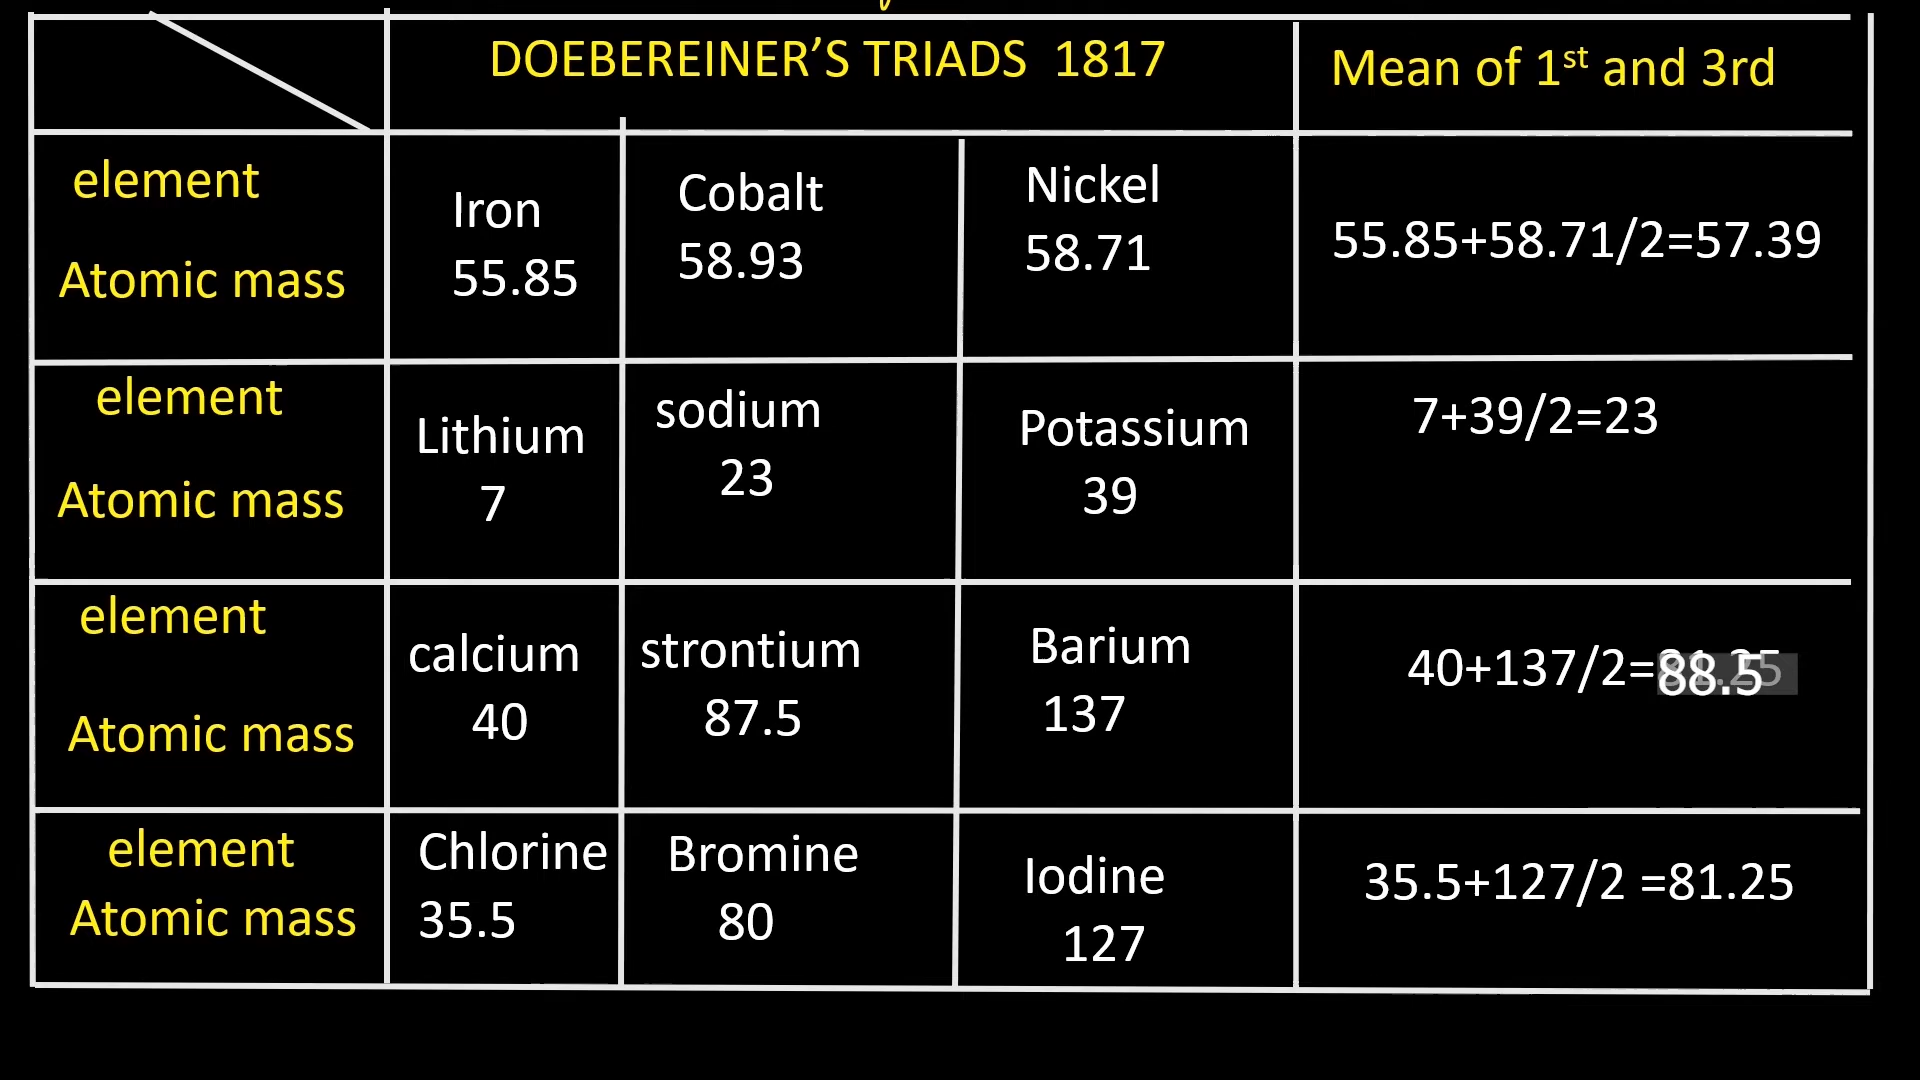 DOEBEREINER’S TRIADS 1817
Mean of 1st and 3rd
element
Atomic mass
Iron
55.85
Cobalt
58.93
Nickel
58.71
55.85+58.71/2=57.39
element
Atomic mass
Lithium
7
sodium
23
Potassium
39
7+39/2=23
element
Atomic mass
calcium
40
strontium
87.5
Barium
137
40+137/2=88.5
element
Atomic mass
Chlorine
35.5
Bromine
80
Iodine
127
35.5+127/2 =81.25